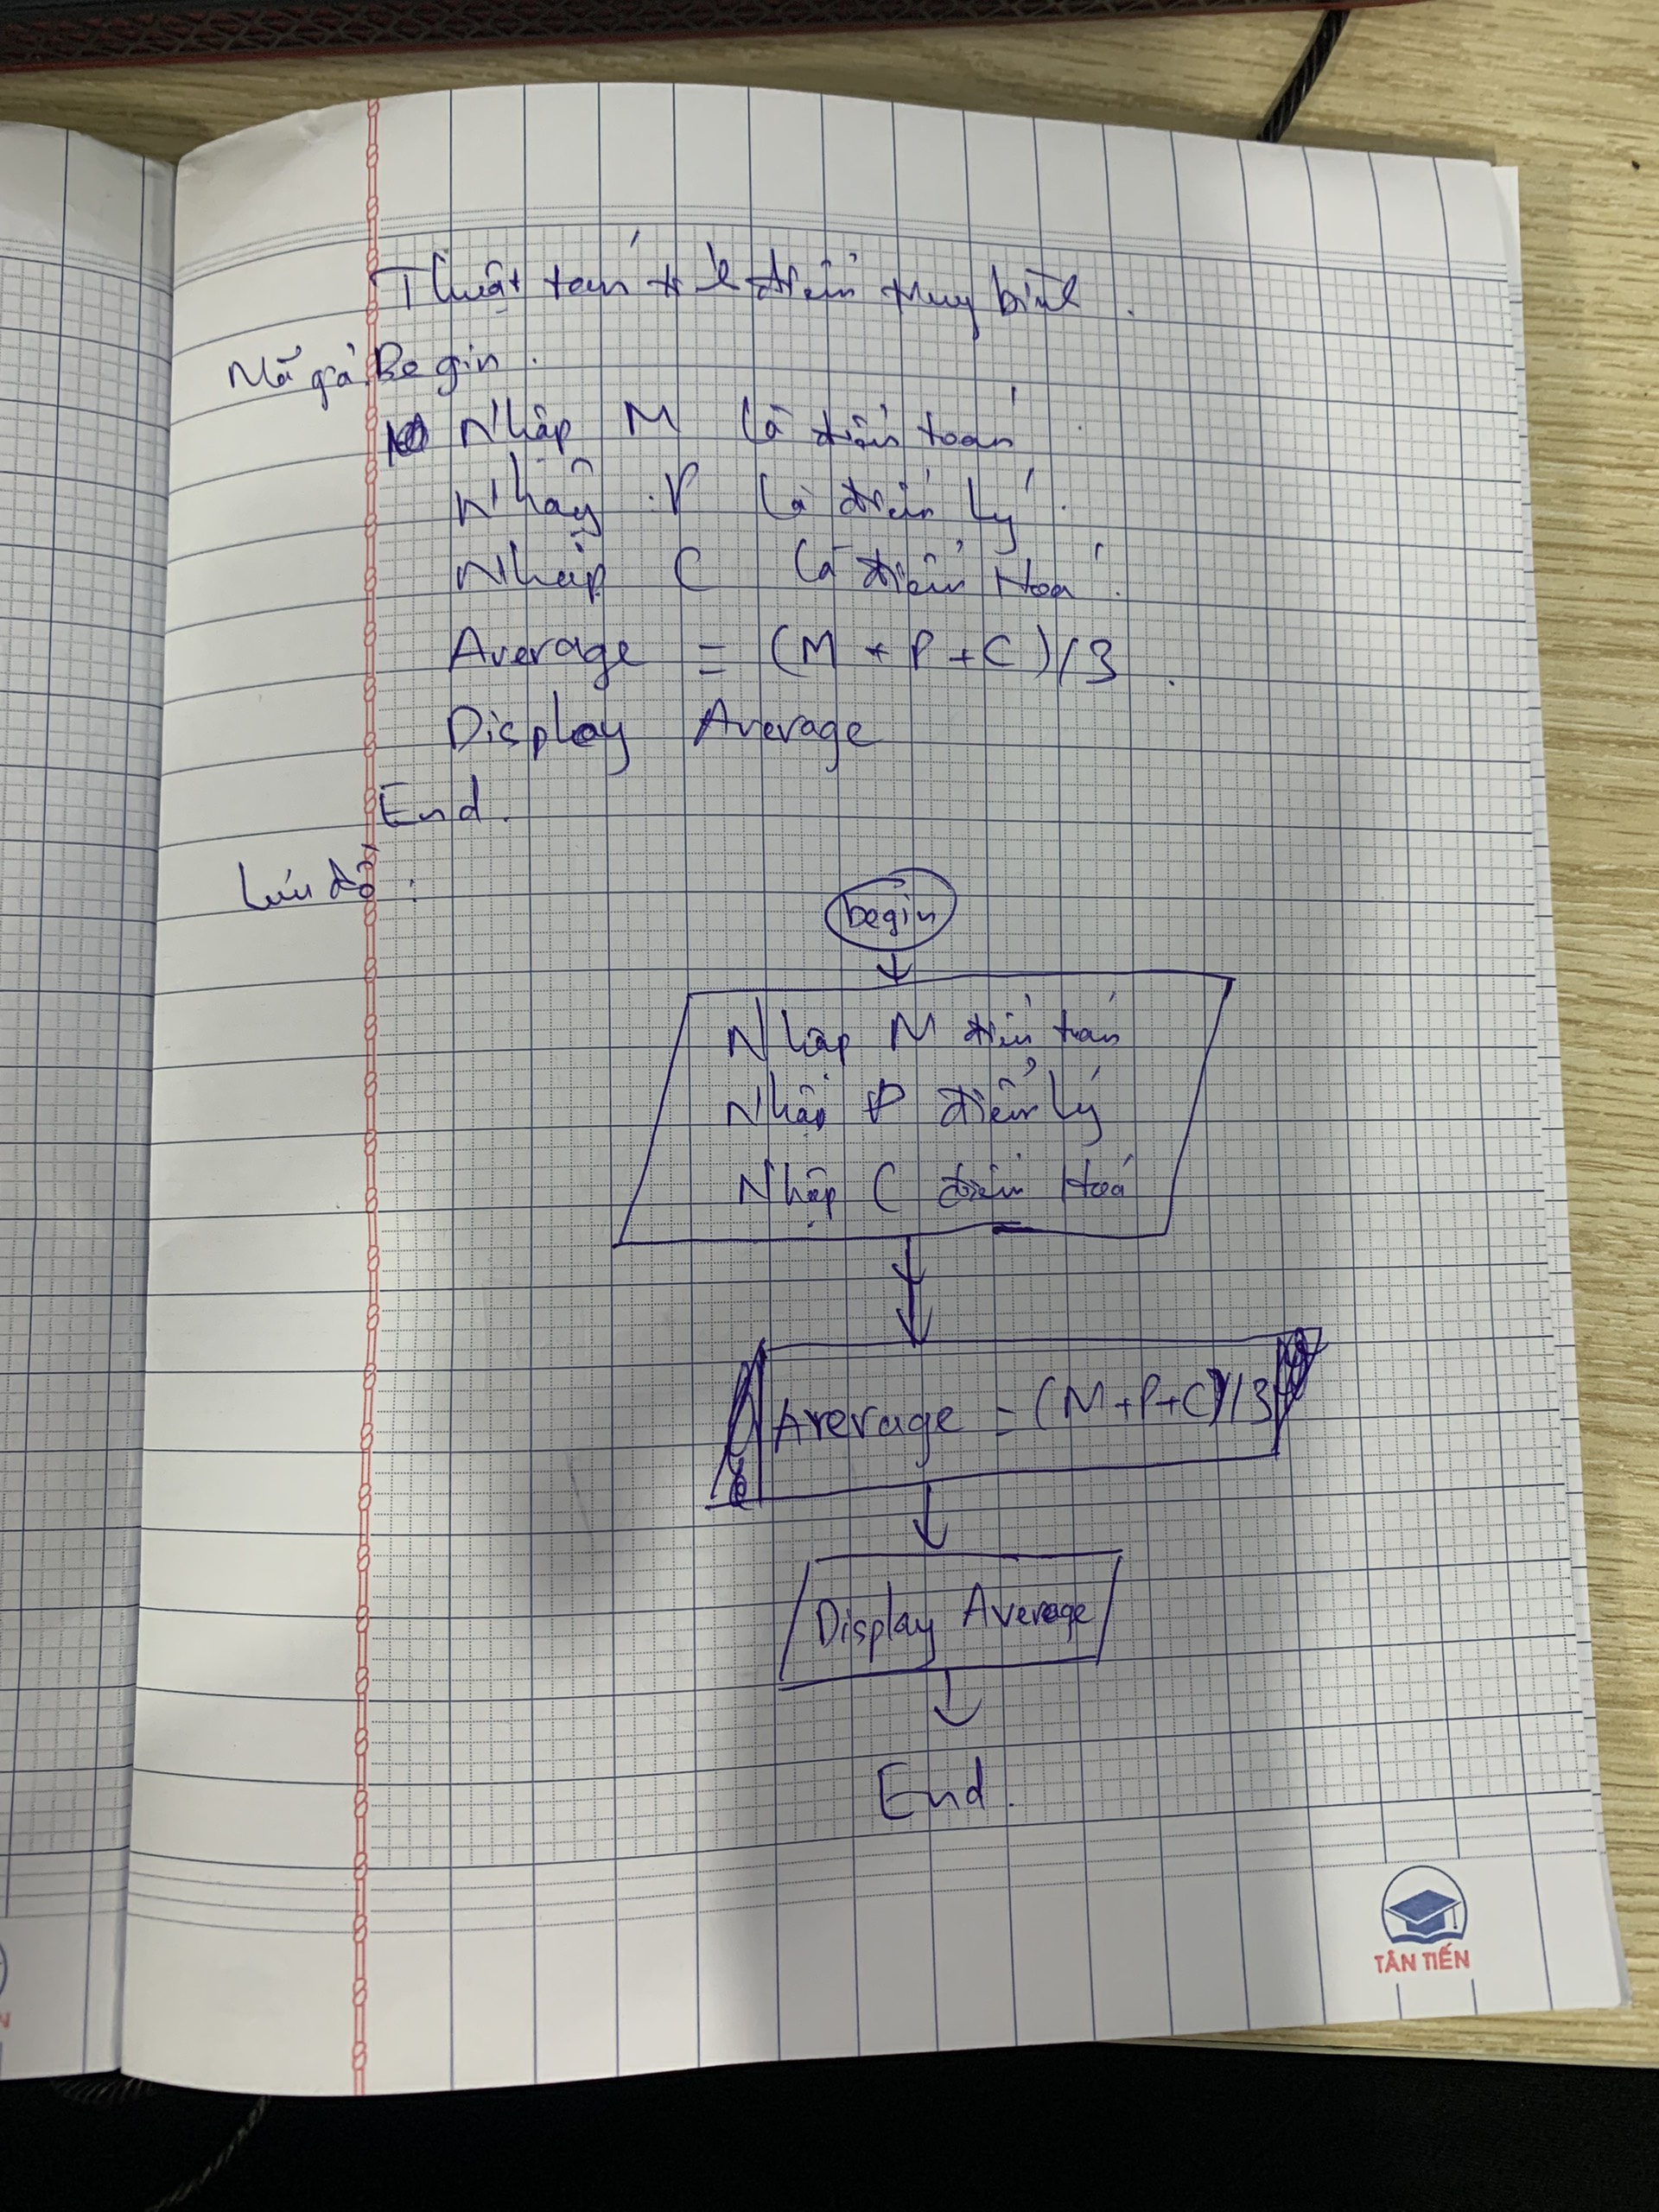 Thuật toán tính điểm trung bình.
Mã giả: Begin.
Nhập M là điểm toán
Nhập P là điểm Lý.
Nhập C là điểm Hoá.
Average = (M + P + C)/3.
Display Average
End.
Lưu đồ:
begin
Nhập M điểm toán
Nhập P điểm Lý
Nhập C điểm Hoá
Average = (M+P+C)/3
Display Average
End.
TÂN TIẾN